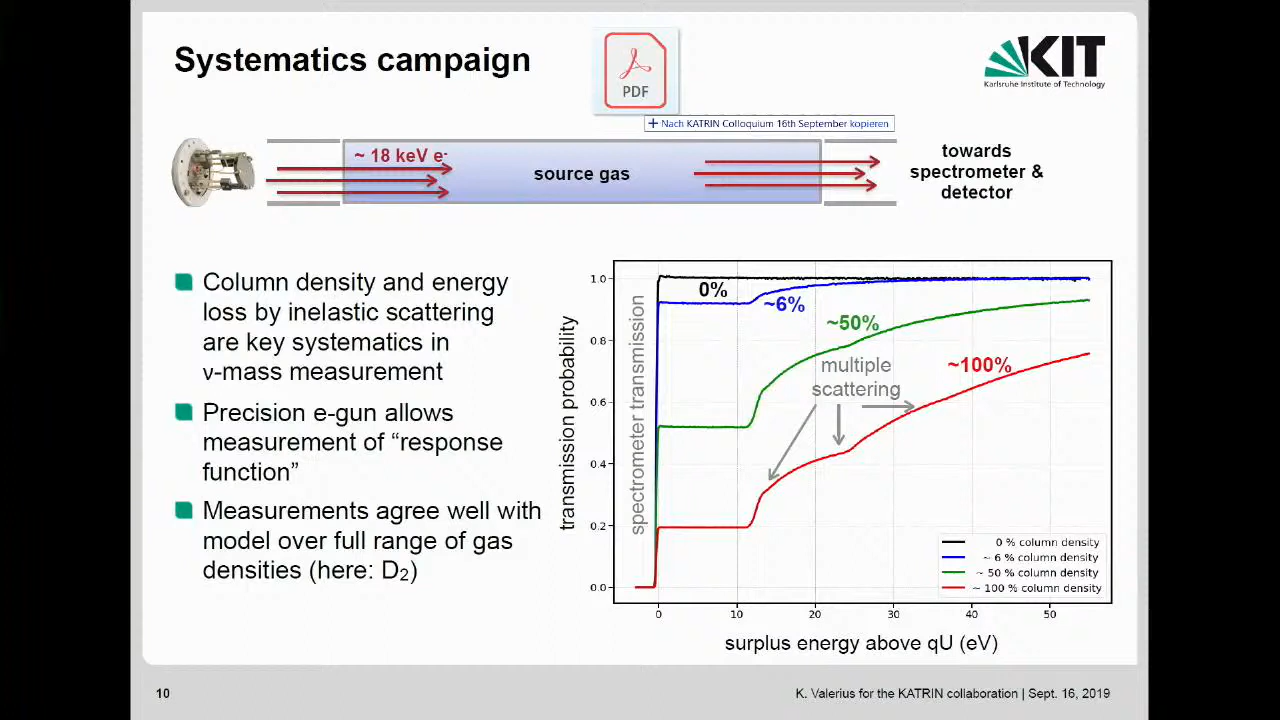 Systematics campaign
PDF
+ Nach KATRIN Colloquium 16th September kopieren
KIT
Karlsruhe Institute of Technology
~ 18 keV e-
source gas
towards
spectrometer &
detector
Column density and energy
loss by inelastic scattering
are key systematics in
ν-mass measurement
Precision e-gun allows
measurement of “response
function”
Measurements agree well with
model over full range of gas
densities (here: D₂)
transmission probability
1.0
0.8
0.6
0.4
0.2
0.0
spectrometer transmission
0%
~6%
~50%
~100%
multiple
scattering
0 % column density
~ 6 % column density
~ 50 % column density
~ 100 % column density
0 10 20 30 40 50
surplus energy above qU (eV)
10
K. Valerius for the KATRIN collaboration | Sept. 16, 2019